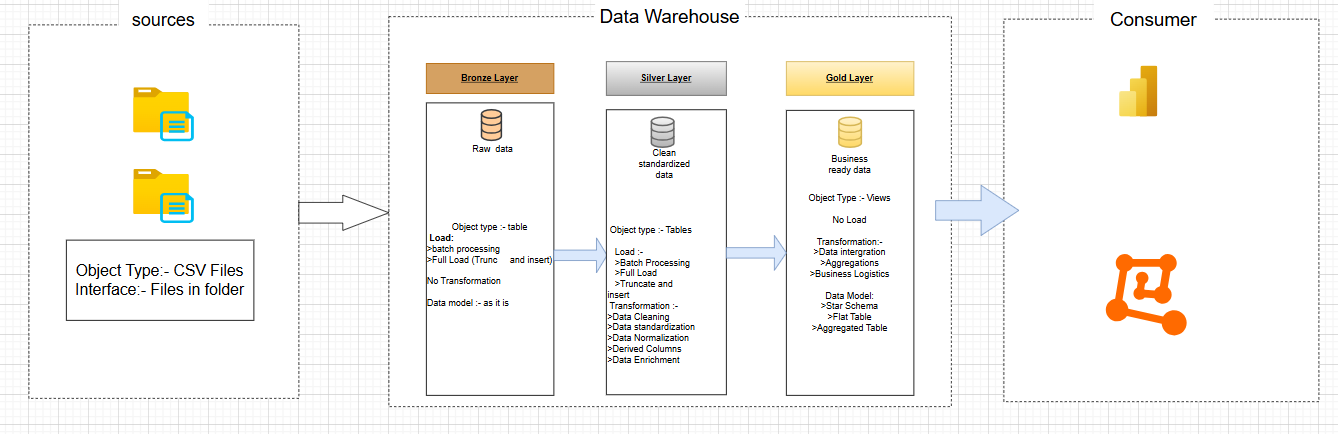 sources
Object Type:- CSV Files
Interface:- Files in folder
Data Warehouse
Bronze Layer
Raw data
Object type :- table
Load:
>batch processing
>Full Load (Trunc and insert)
No Transformation
Data model :- as it is
Silver Layer
Clean
standardized
data
Object type :- Tables
Load :-
>Batch Processing
>Full Load
>Truncate and
insert
Transformation :-
>Data Cleaning
>Data standardization
>Data Normalization
>Derived Columns
>Data Enrichment
Gold Layer
Business
ready data
Object Type :- Views
No Load
Transformation:-
>Data intergration
>Aggregations
>Business Logistics
Data Model:
>Star Schema
>Flat Table
>Aggregated Table
Consumer